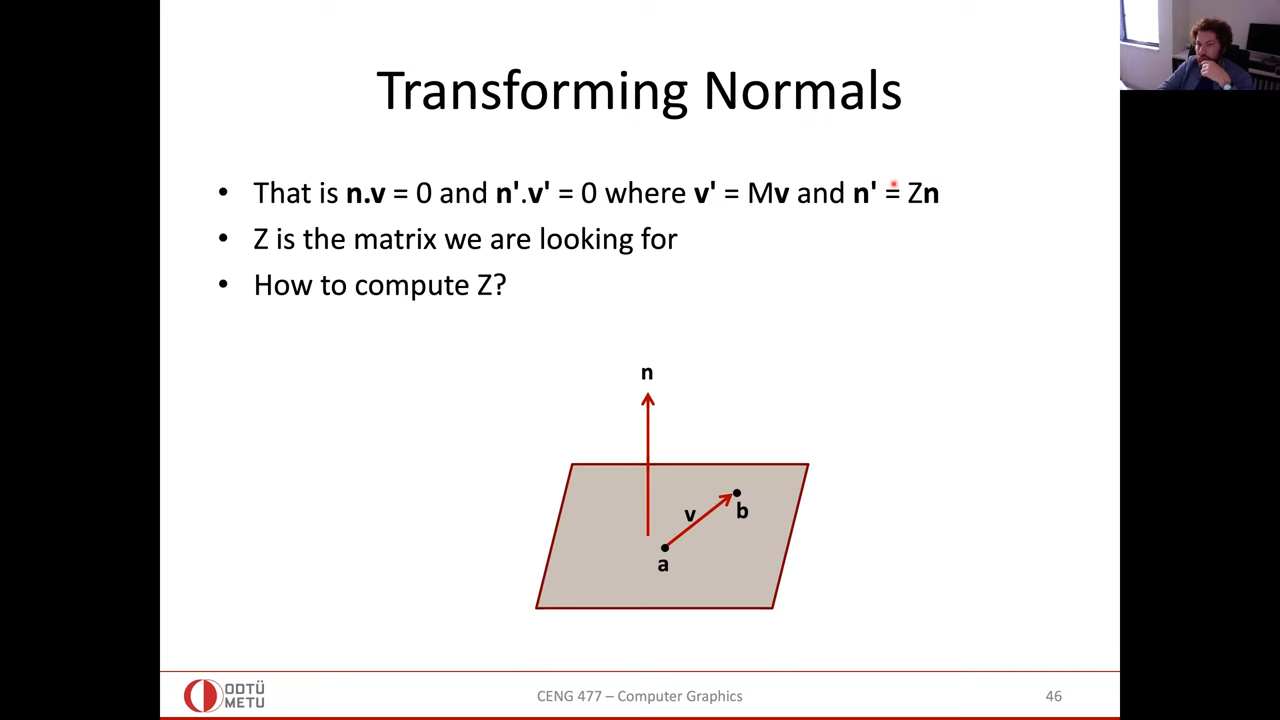 Transforming Normals
• That is n.v = 0 and n'.v' = 0 where v' = Mv and n' = Zn
• Z is the matrix we are looking for
• How to compute Z?
n
v
b
a
ODTÜ
METU
CENG 477 – Computer Graphics
46